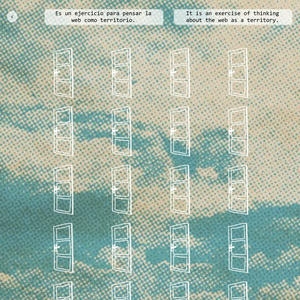 Es un ejercicio para pensar la
web como territorio.
It is an exercise of thinking
about the web as a territory.